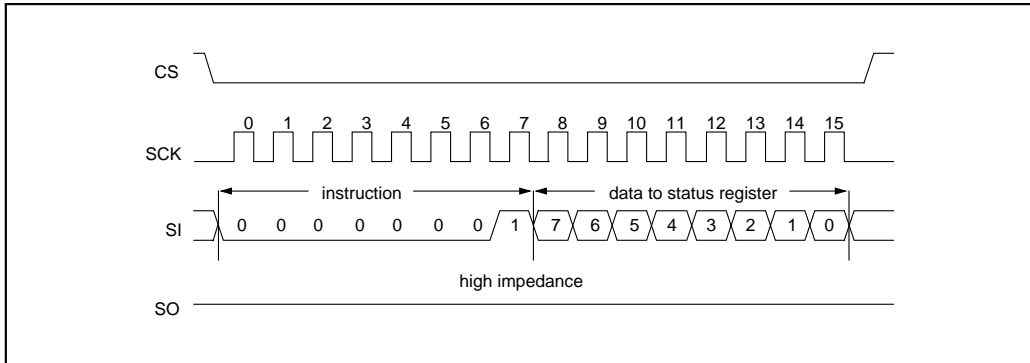 CS
0 1 2 3 4 5 6 7 8 9 10 11 12 13 14 15
SCK
instruction data to status register
SI 0 0 0 0 0 0 0 1 7 6 5 4 3 2 1 0
high impedance
SO